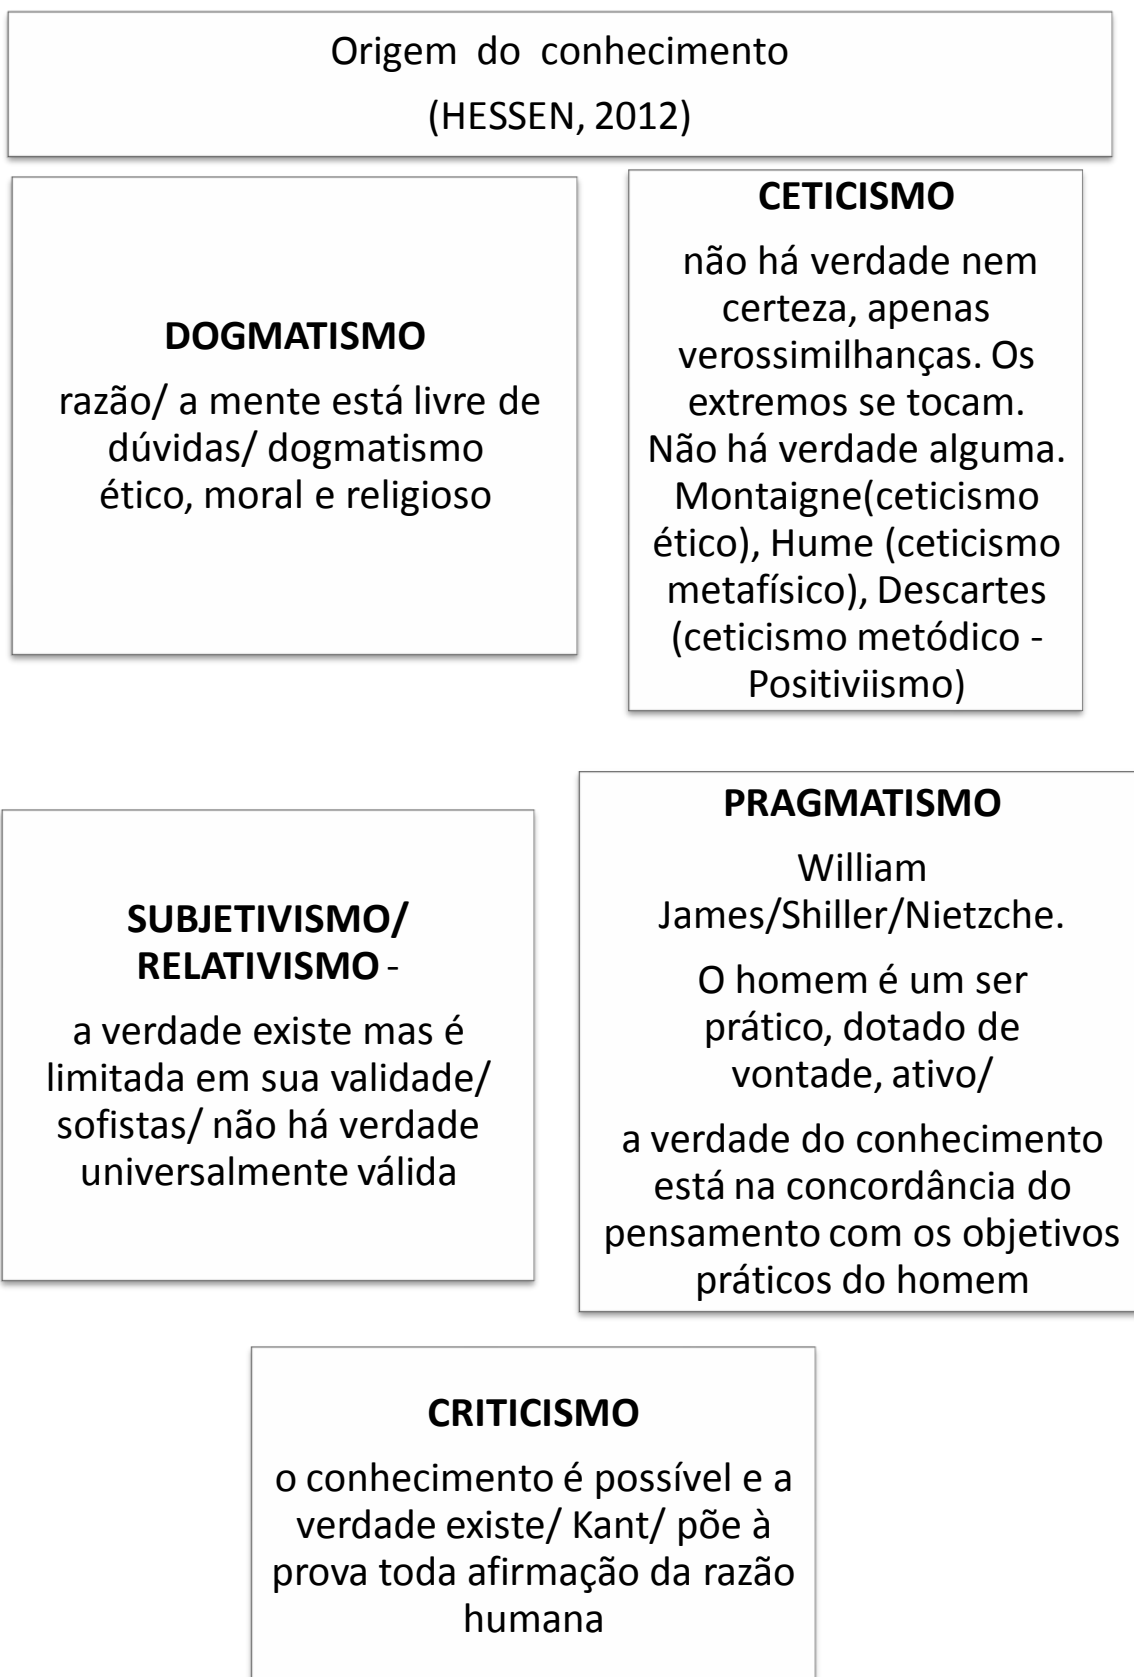 Origem do conhecimento
(HESSEN, 2012)
DOGMATISMO
razão/ a mente está livre de
dúvidas/ dogmatismo
ético, moral e religioso
CETICISMO
não há verdade nem
certeza, apenas
verossimilhanças. Os
extremos se tocam.
Não há verdade alguma.
Montaigne(ceticismo
ético), Hume (ceticismo
metafísico), Descartes
(ceticismo metódico -
Positiviismo)
SUBJETIVISMO/
RELATIVISMO -
a verdade existe mas é
limitada em sua validade/
sofistas/ não há verdade
universalmente válida
PRAGMATISMO
William
James/Shiller/Nietzche.
O homem é um ser
prático, dotado de
vontade, ativo/
a verdade do conhecimento
está na concordância do
pensamento com os objetivos
práticos do homem
CRITICISMO
o conhecimento é possível e a
verdade existe/ Kant/ põe à
prova toda afirmação da razão
humana